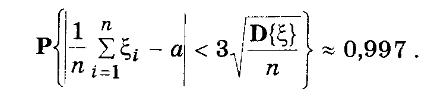 P{|1/n ∑_{i=1}^{n} ξ_i − a| < 3√(D{ξ}/n)} ≈ 0,997 .